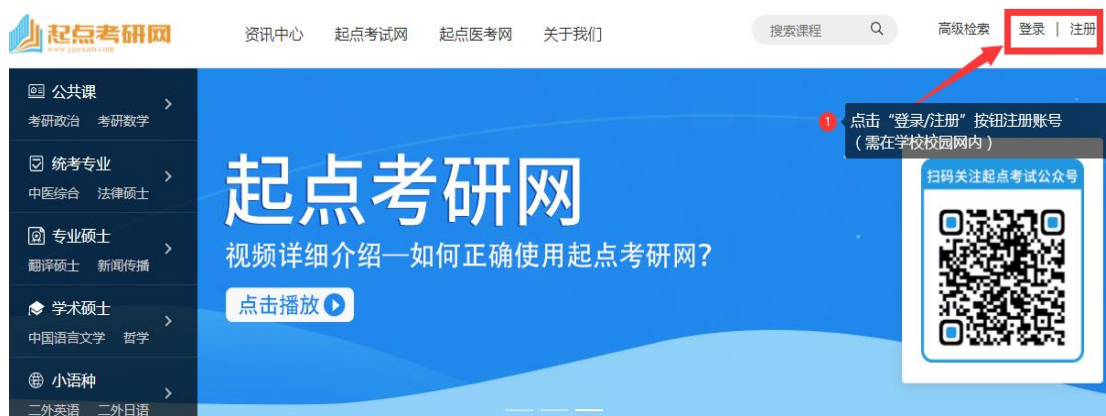 起点考研网
www.yjsexam.com
资讯中心 起点考试网 起点医考网 关于我们 搜索课程 高级检索 登录 | 注册
公共课
考研政治 考研数学
统考专业
中医综合 法律硕士
专业硕士
翻译硕士 新闻传播
学术硕士
中国语言文学 哲学
小语种
二外英语 二外日语
起点考研网
视频详细介绍—如何正确使用起点考研网?
点击播放
1 点击“登录/注册”按钮注册账号
(需在学校校园网内)
扫码关注起点考试公众号